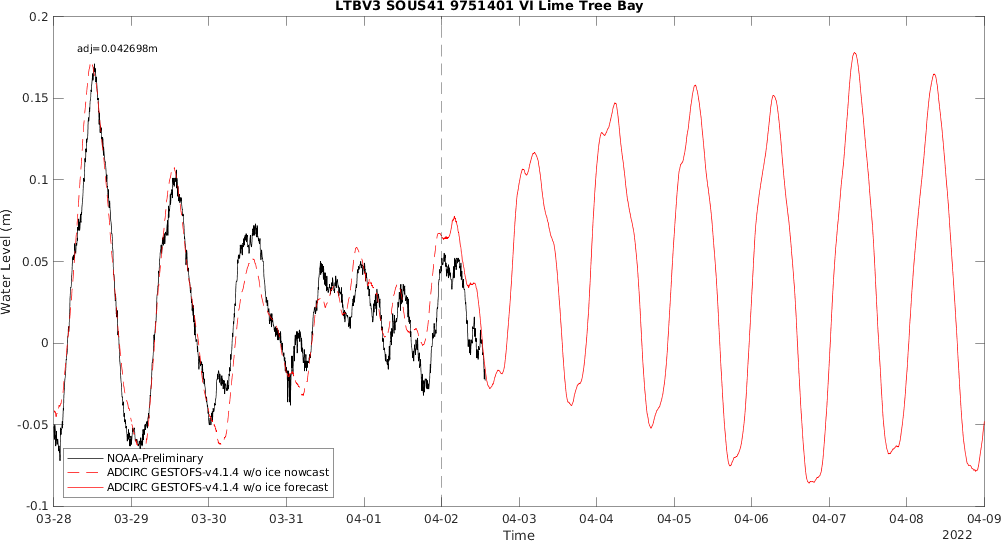 LTBV3 SOUS41 9751401 VI Lime Tree Bay
adj=0.042698m
Water Level (m)
0.2
0.15
0.1
0.05
0
-0.05
-0.1
NOAA-Preliminary
ADCIRC GESTOFS-v4.1.4 w/o ice nowcast
ADCIRC GESTOFS-v4.1.4 w/o ice forecast
03-28 03-29 03-30 03-31 04-01 04-02 04-03 04-04 04-05 04-06 04-07 04-08 04-09
Time
2022